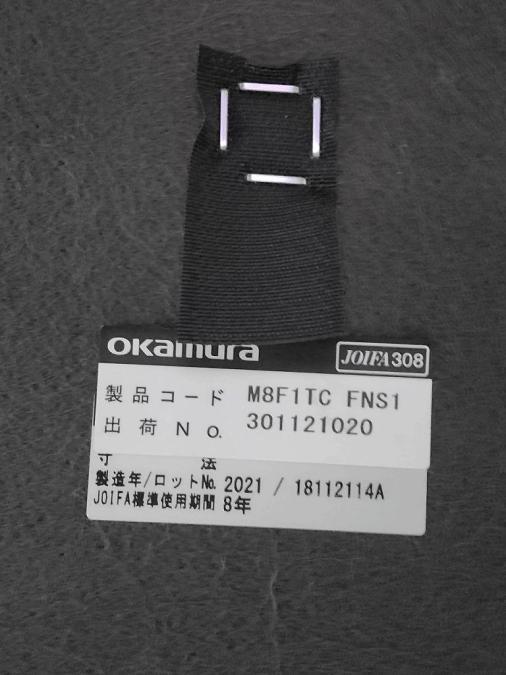 okamura
JOIFA308
製品コード M8F1TC FNS1
出荷No. 301121020
寸法
製造年/ロットNo. 2021 / 18112114A
JOIFA標準使用期間 8年